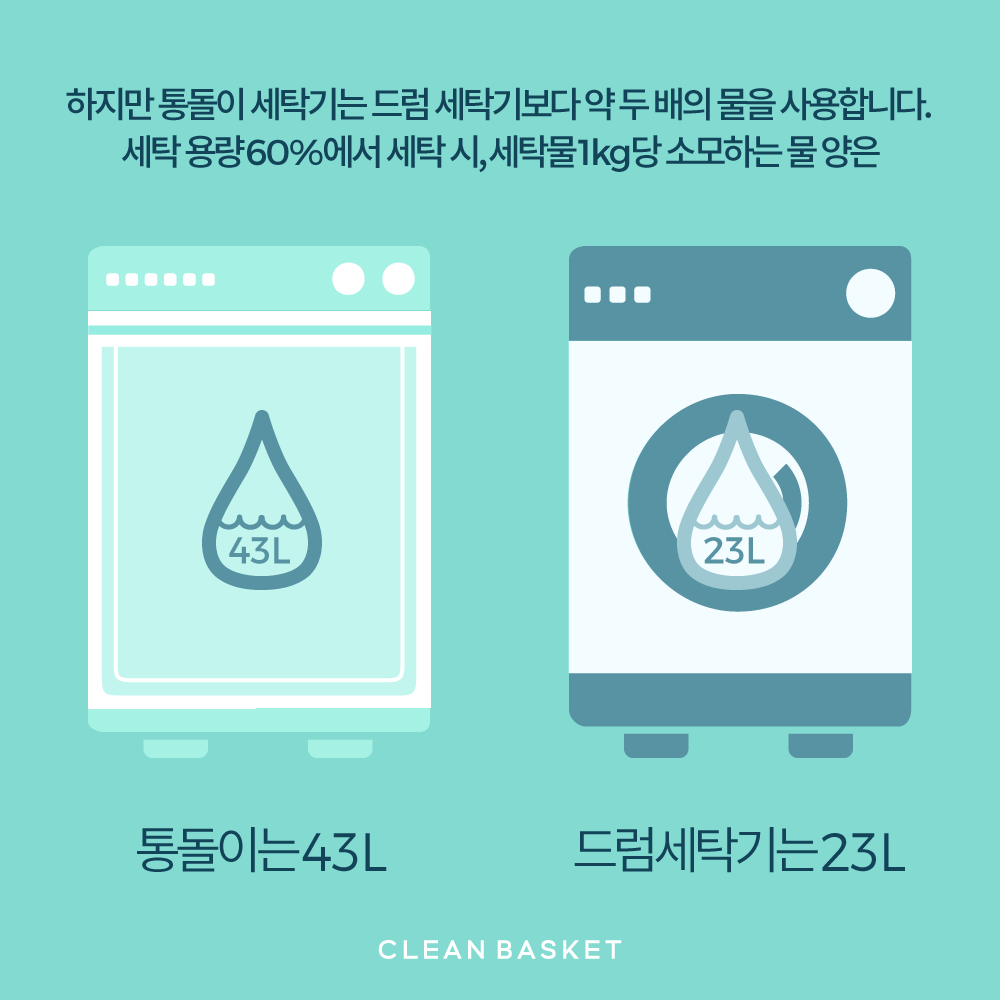 하지만 통돌이 세탁기는 드럼 세탁기보다 약 두 배의 물을 사용합니다.
세탁 용량 60%에서 세탁 시, 세탁물 1kg당 소모하는 물 양은
43L
23L
통돌이는 43L
드럼세탁기는 23L
CLEAN BASKET